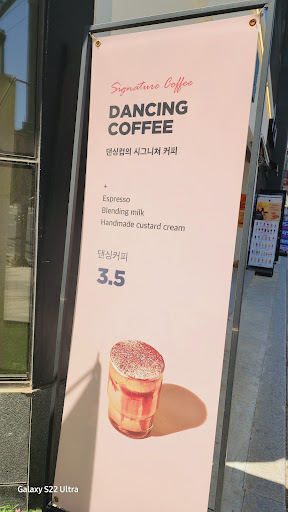 Signature Coffee
DANCING
COFFEE
댄싱컵의 시그니쳐 커피
+
Espresso
Blending milk
Handmade custard cream
댄싱커피
3.5
Galaxy S22 Ultra